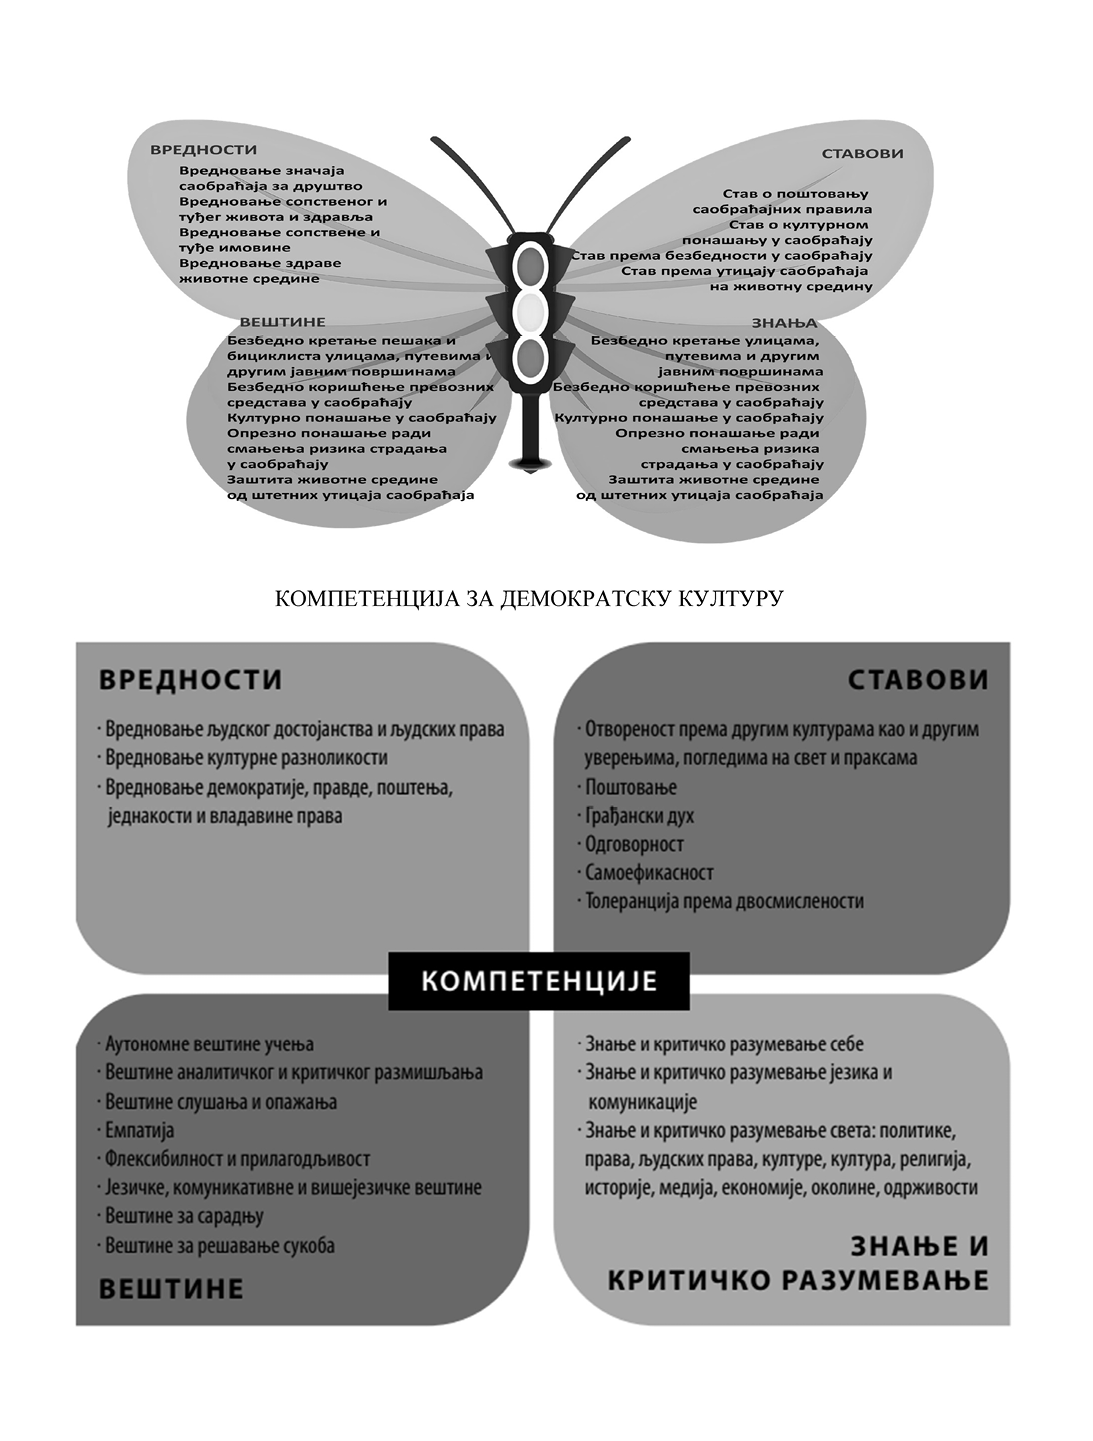 ВРЕДНОСТИ
Вредновање значаја
саобраћаја за друштво
Вредновање сопственог и
туђег живота и здравља
Вредновање сопствене и
туђе имовине
Вредновање здраве
животне средине
СТАВОВИ
Став о поштовању
саобраћајних правила
Став о културном
понашању у саобраћају
Став према безбедности у саобраћају
Став према утицају саобраћаја
на животну средину
ВЕШТИНЕ
Безбедно кретање пешака и
бициклиста улицама, путевима и
другим јавним површинама
Безбедно коришћење превозних
средстава у саобраћају
Културно понашање у саобраћају
Опрезно понашање ради
смањења ризика страдања
у саобраћају
Заштита животне средине
од штетних утицаја саобраћаја
ЗНАЊА
Безбедно кретање улицама,
путевима и другим
јавним површинама
Безбедно коришћење превозних
средстава у саобраћају
Културно понашање у саобраћају
Опрезно понашање ради
смањења ризика
страдања у саобраћају
Заштита животне средине
од штетних утицаја саобраћаја
КОМПЕТЕНЦИЈА ЗА ДЕМОКРАТСКУ КУЛТУРУ
ВРЕДНОСТИ
· Вредновање људског достојанства и људских права
· Вредновање културне разноликости
· Вредновање демократије, правде, поштења,
једнакости и владавине права
СТАВОВИ
· Отвореност према другим културама као и другим
уверењима, погледима на свет и праксама
· Поштовање
· Грађански дух
· Одговорност
· Самоефикасност
· Толеранција према двосмислености
КОМПЕТЕНЦИЈЕ
· Аутономне вештине учења
· Вештине аналитичког и критичког размишљања
· Вештине слушања и опажања
· Емпатија
· Флексибилност и прилагодљивост
· Језичке, комуникативне и вишејезичке вештине
· Вештине за сарадњу
· Вештине за решавање сукоба
ВЕШТИНЕ
· Знање и критичко разумевање себе
· Знање и критичко разумевање језика и
комуникације
· Знање и критичко разумевање света: политике,
права, људских права, културе, култура, религија,
историје, медија, економије, околине, одрживости
ЗНАЊЕ И
КРИТИЧКО РАЗУМЕВАЊЕ